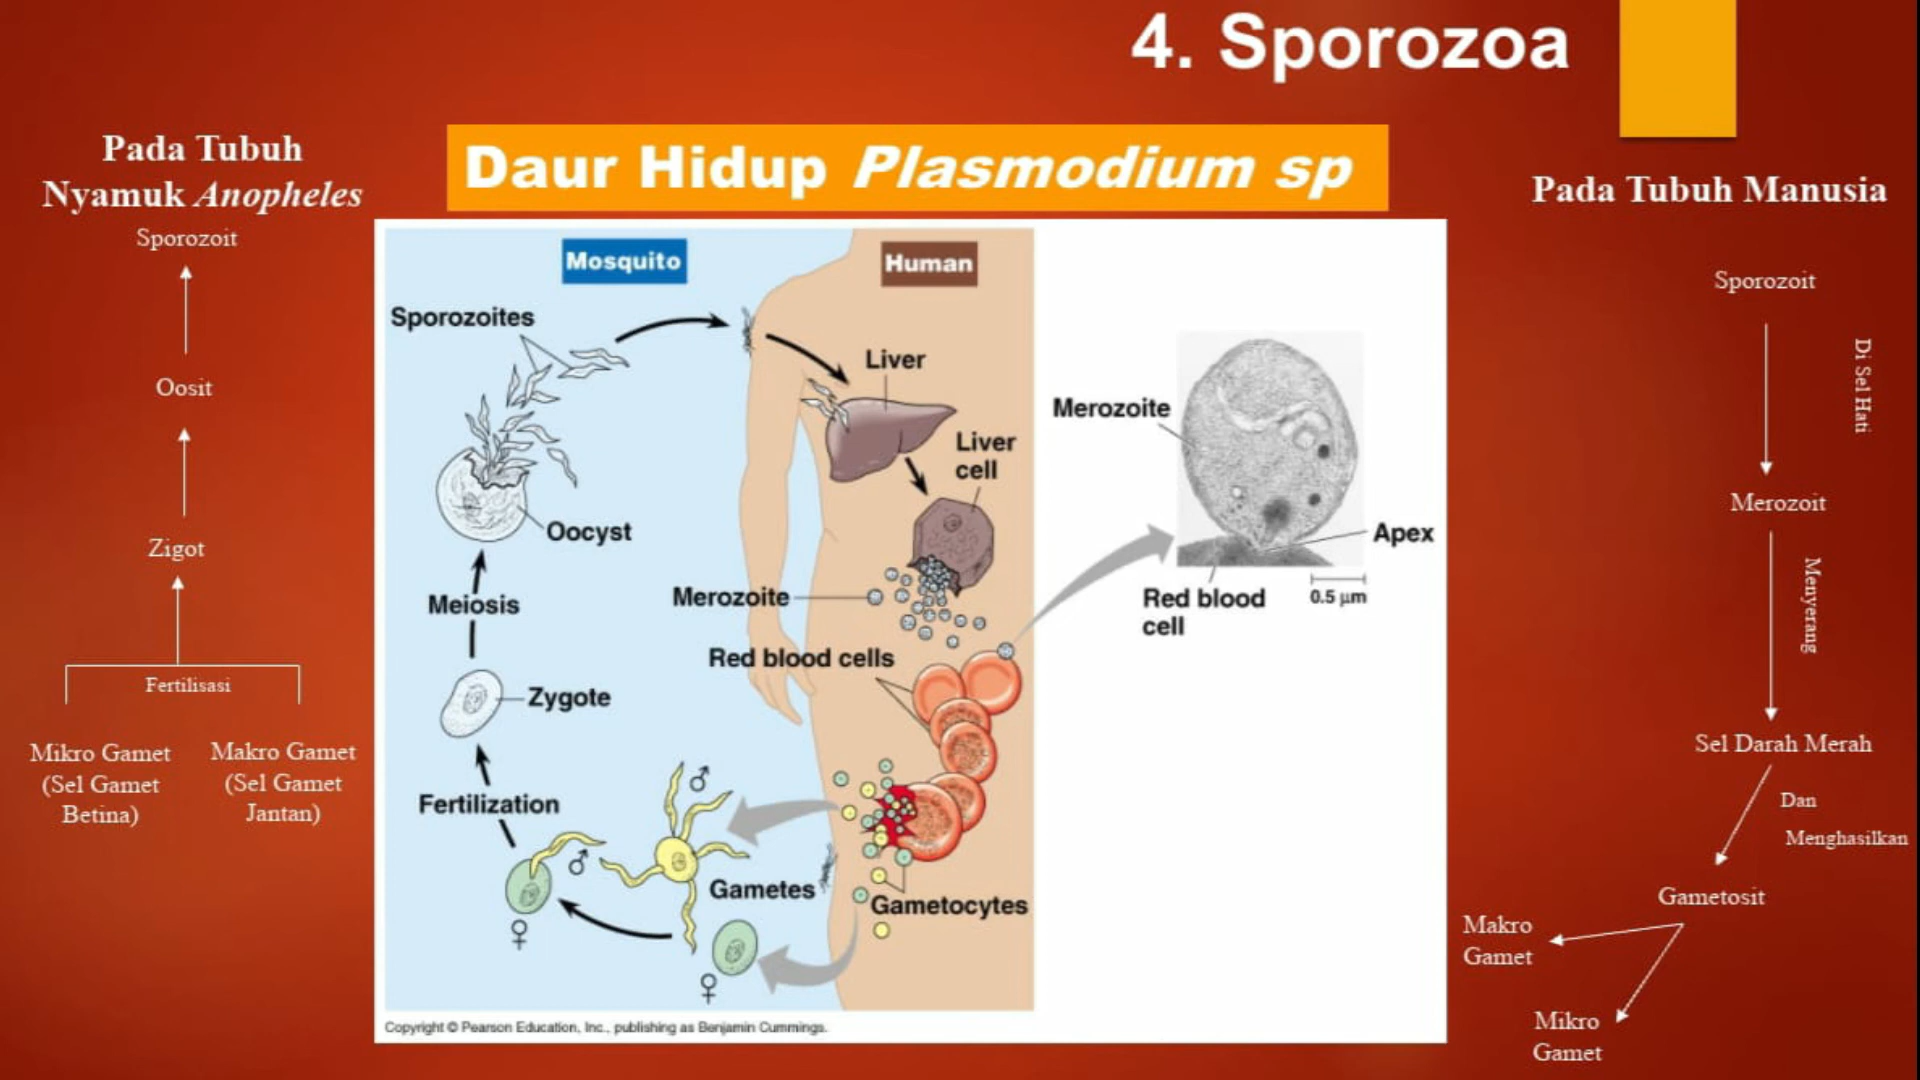 4. Sporozoa
Daur Hidup Plasmodium sp
Pada Tubuh
Nyamuk Anopheles
Sporozoit
Oosit
Zigot
Fertilisasi
Mikro Gamet
(Sel Gamet
Betina)
Makro Gamet
(Sel Gamet
Jantan)
Mosquito
Human
Sporozoites
Liver
Liver
cell
Oocyst
Meiosis
Merozoite
Red blood cells
Zygote
Fertilization
♂
♂
Gametes
Gametocytes
♀
♀
Merozoite
Apex
Red blood
cell
0.5 µm
Copyright © Pearson Education, Inc., publishing as Benjamin Cummings.
Pada Tubuh Manusia
Sporozoit
Di Sel Hati
Merozoit
Menyerang
Sel Darah Merah
Dan
Menghasilkan
Gametosit
Makro
Gamet
Mikro
Gamet